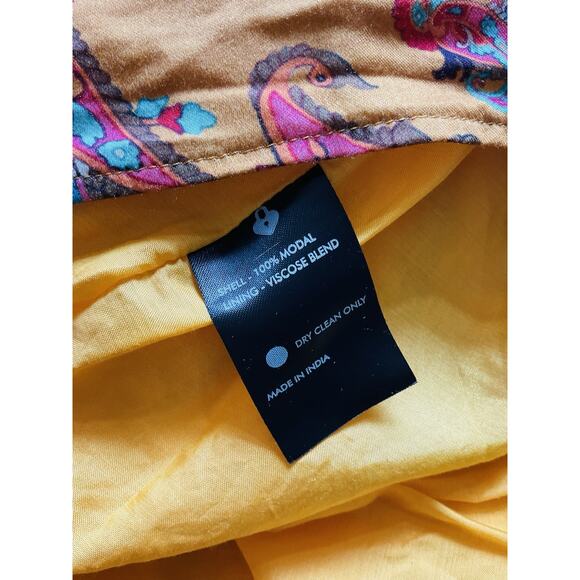 SHELL - 100% MODAL
LINING - VISCOSE BLEND
DRY CLEAN ONLY
MADE IN INDIA